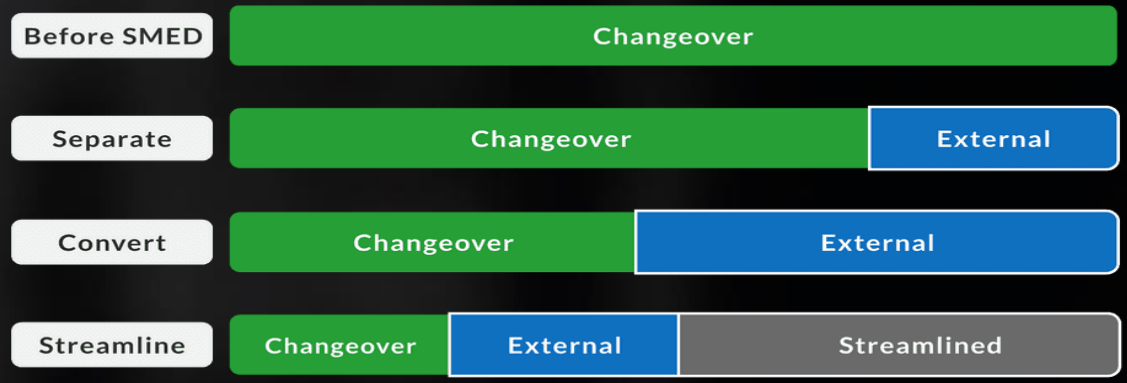 Before SMED Changeover
Separate Changeover External
Convert Changeover External
Streamline Changeover External Streamlined